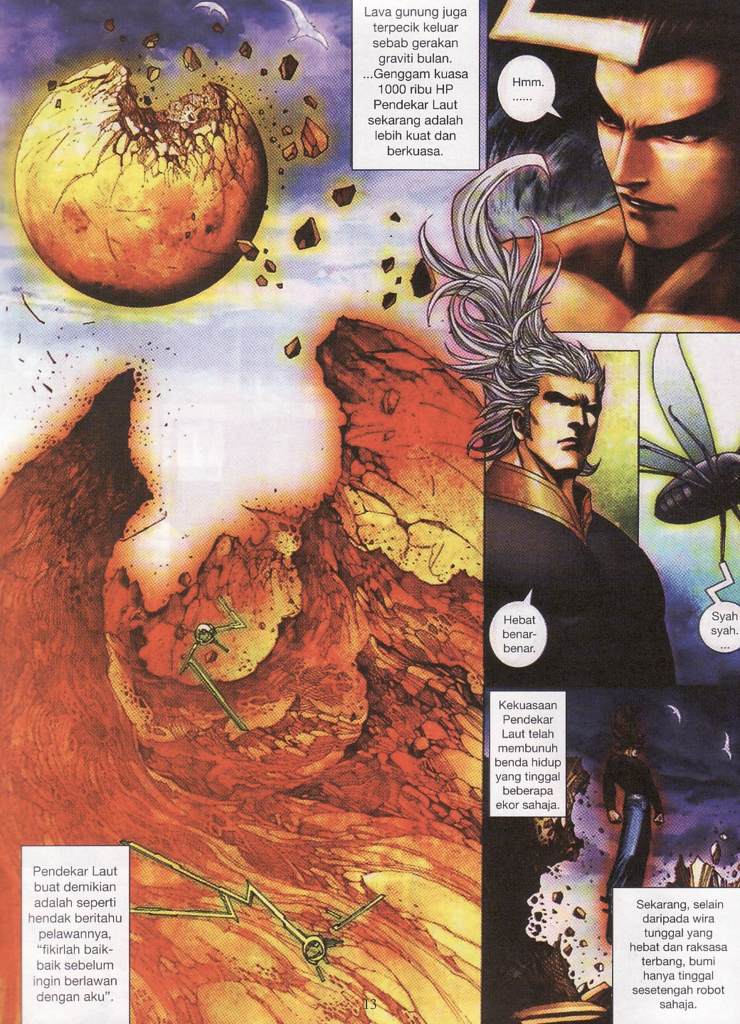 Lava gunung juga
terpecik keluar
sebab gerakan
graviti bulan.
...Genggam kuasa
1000 ribu HP
Pendekar Laut
sekarang adalah
lebih kuat dan
berkuasa.
Hmm.
......
Hebat
benar-
benar.
Syah
syah.
...
Kekuasaan
Pendekar
Laut telah
membunuh
benda hidup
yang tinggal
beberapa
ekor sahaja.
Pendekar Laut
buat demikian
adalah seperti
hendak beritahu
pelawannya,
“fikirlah baik-
baik sebelum
ingin berlawan
dengan aku”.
Sekarang, selain
daripada wira
tunggal yang
hebat dan raksasa
terbang, bumi
hanya tinggal
sesetengah robot
sahaja.
13